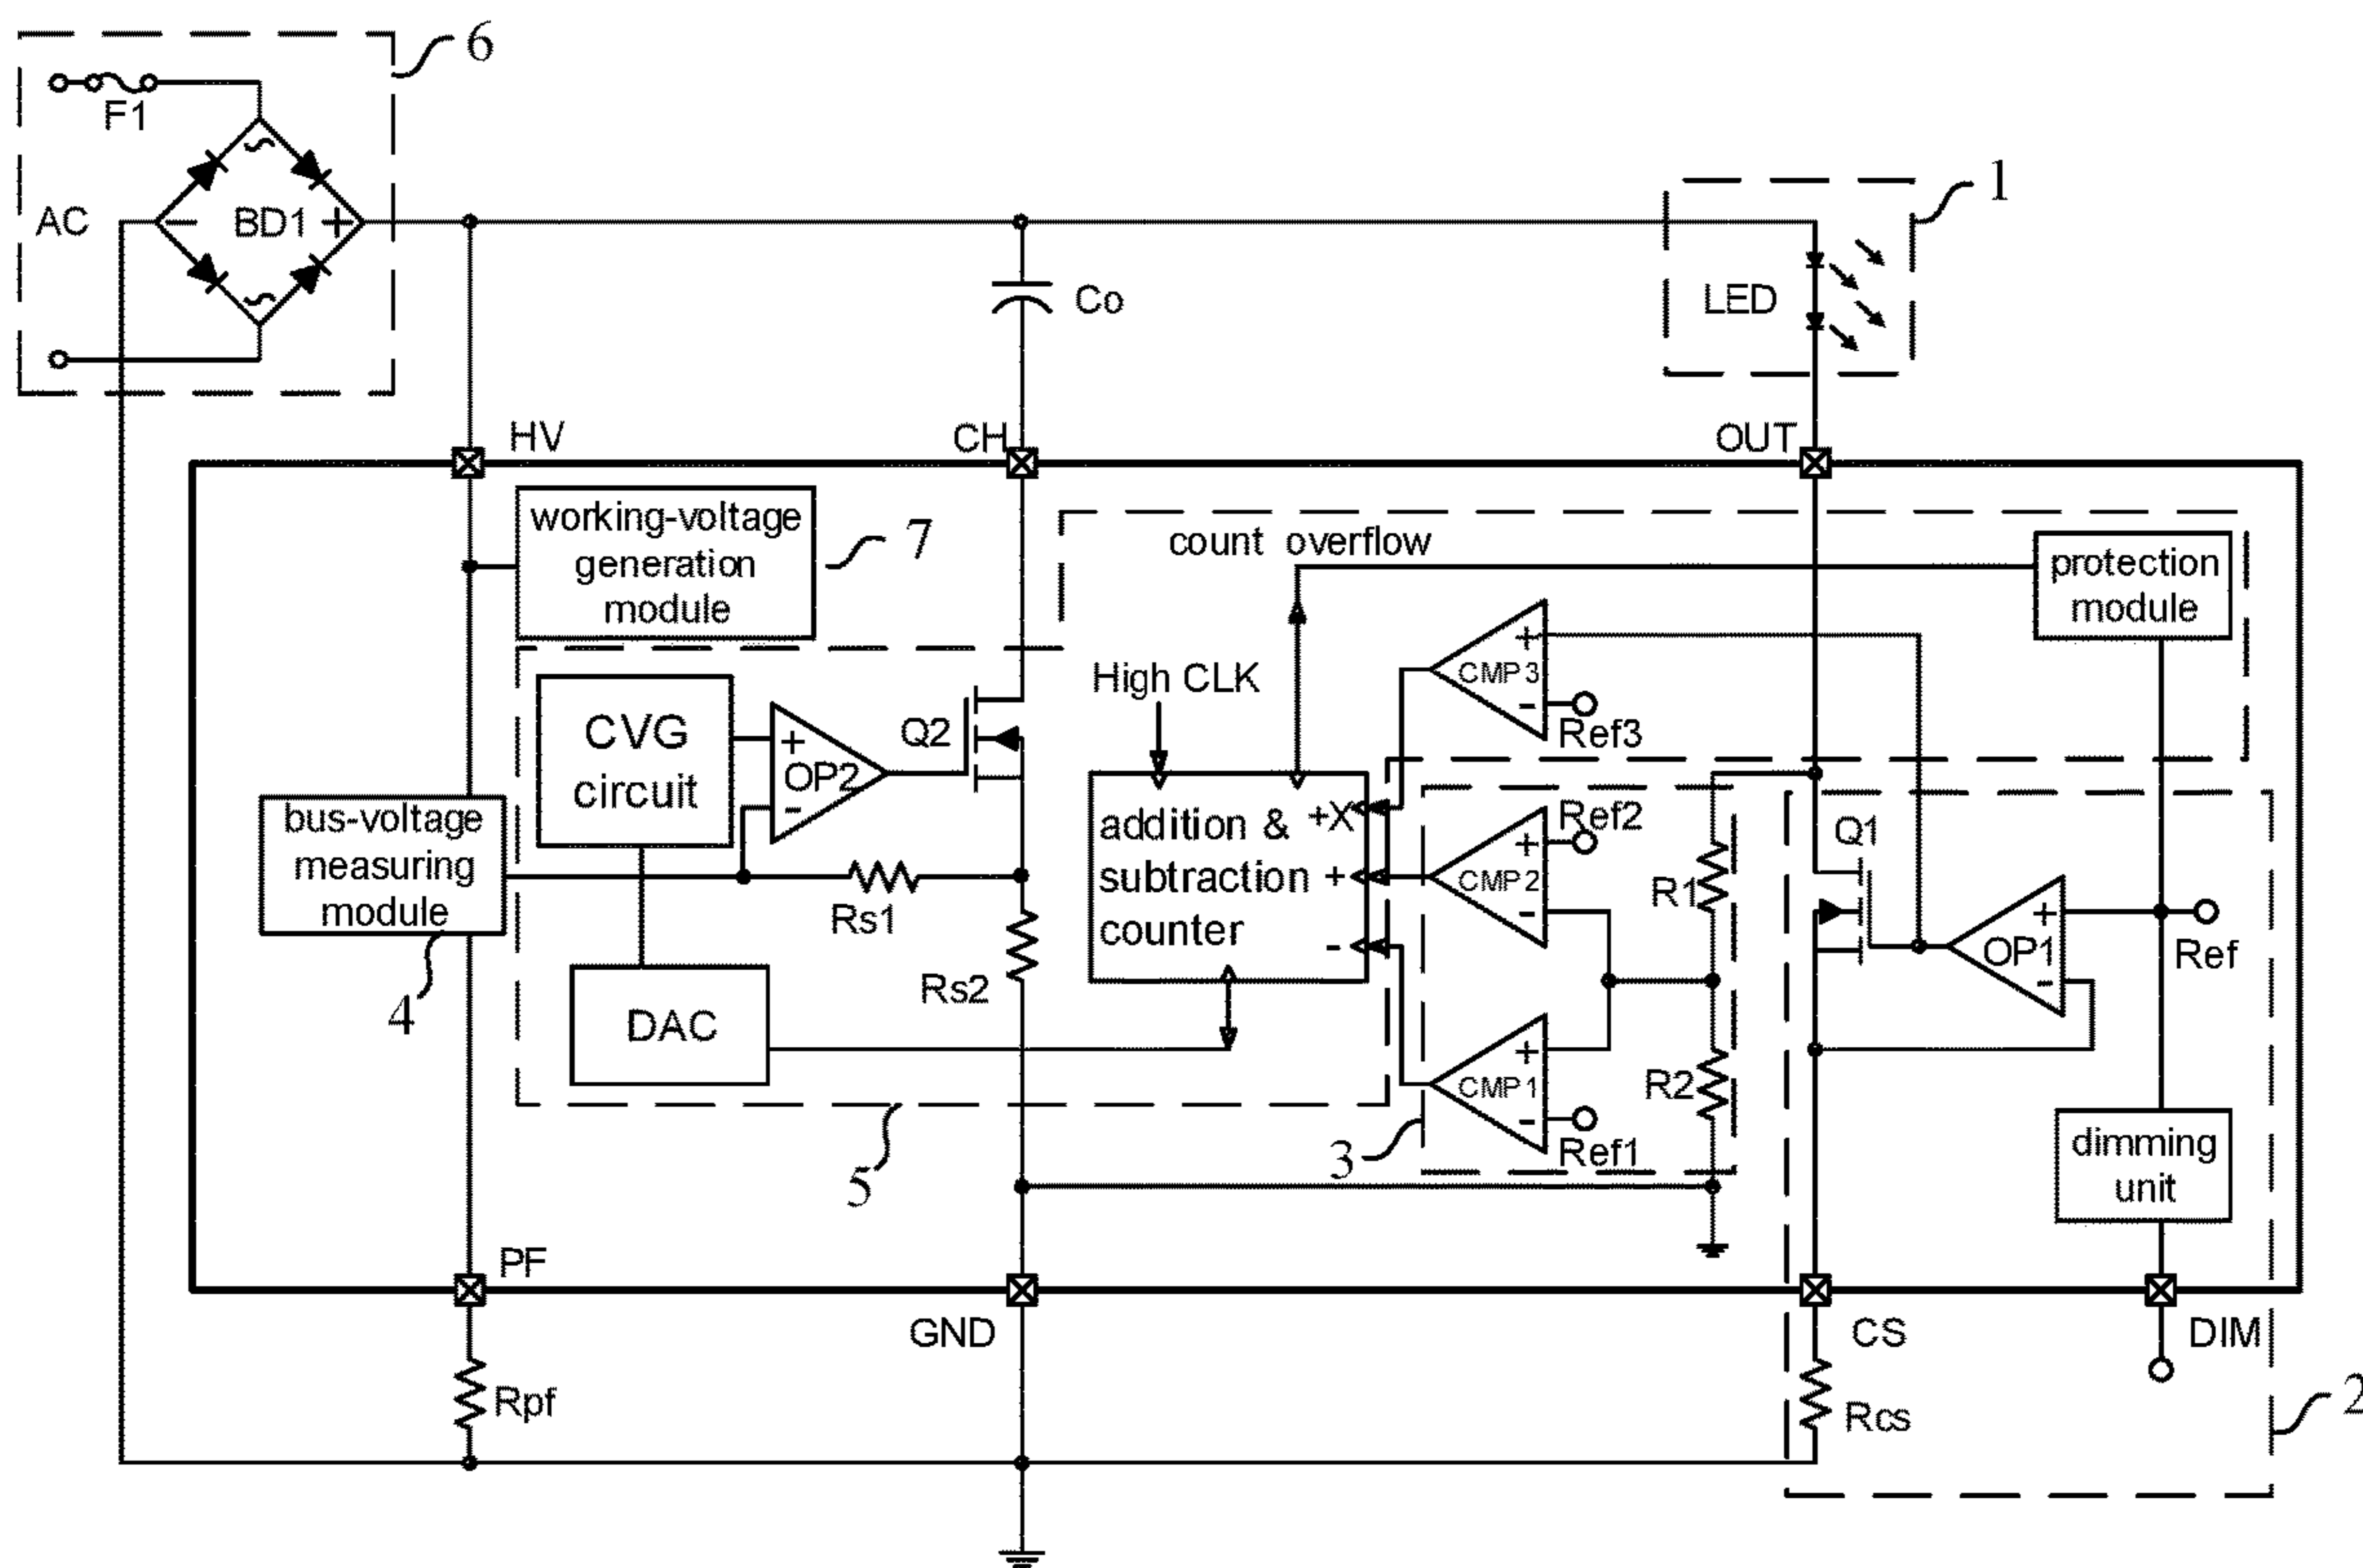 6
F1
AC
BD1
1
LED
Co
HV
CH
OUT
working-voltage
generation
module
7
count overflow
protection
module
High CLK
CMP3
+
-
Ref3
CVG
circuit
+
OP2
-
Q2
bus-voltage
measuring
module
4
Rs1
Rs2
DAC
addition &
subtraction
counter
+X
+
-
Ref2
+
CMP2
-
R1
Q1
+
OP1
-
Ref
+
CMP1
-
Ref1
R2
3
5
dimming
unit
PF
GND
CS
DIM
Rpf
Rcs
2